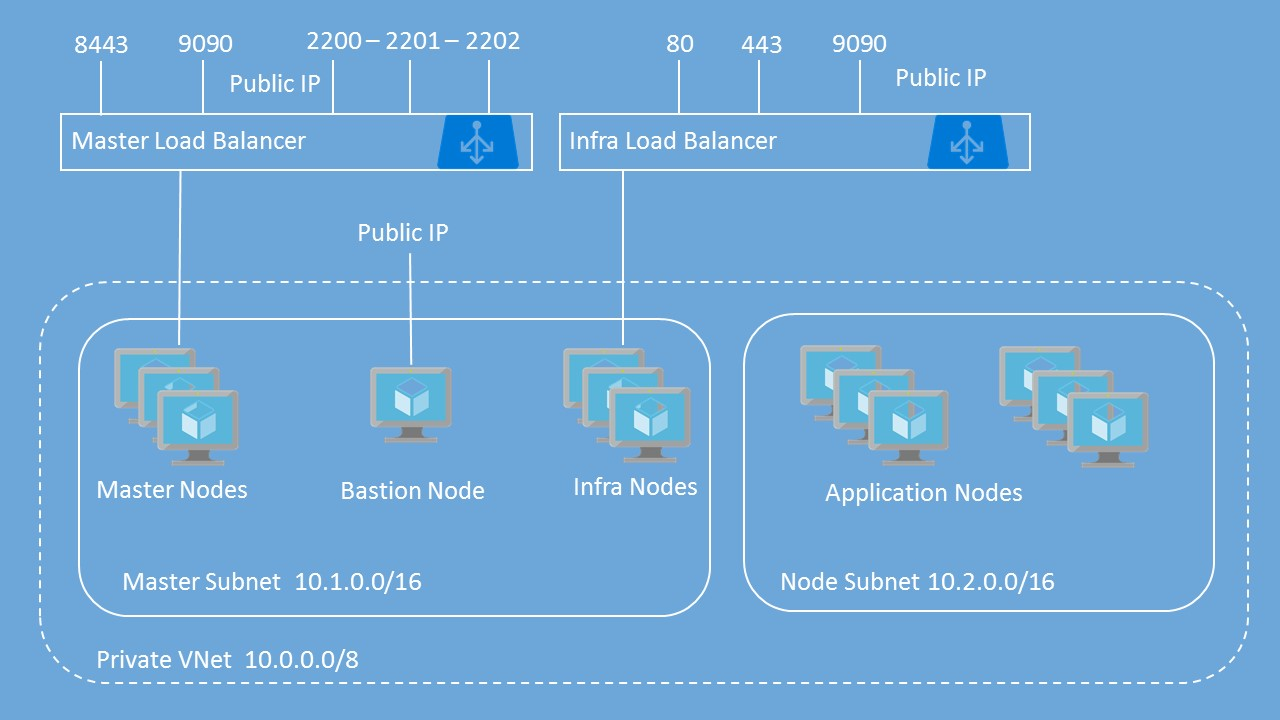 8443
9090
2200 – 2201 – 2202
80
443
9090
Public IP
Public IP
Master Load Balancer
Infra Load Balancer
Public IP
Master Nodes
Bastion Node
Infra Nodes
Application Nodes
Master Subnet 10.1.0.0/16
Node Subnet 10.2.0.0/16
Private VNet 10.0.0.0/8